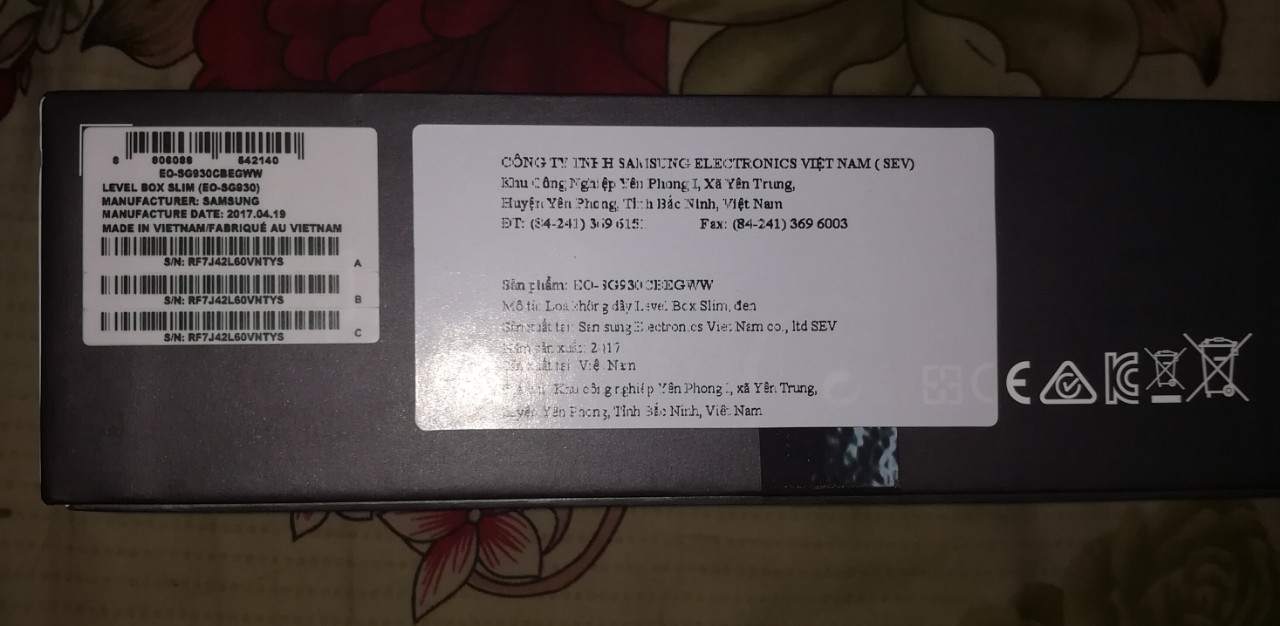 8 806088 542140
EO-SG930CBEGWW
LEVEL BOX SLIM (EO-SG930)
MANUFACTURER: SAMSUNG
MANUFACTURE DATE: 2017.04.19
MADE IN VIETNAM/FABRIQUÉ AU VIETNAM
S/N: RF7J42L60VNTYS A
S/N: RF7J42L60VNTYS B
S/N: RF7J42L60VNTYS C
CÔNG TY TNHH SAMSUNG ELECTRONICS VIỆT NAM ( SEV)
Khu Công Nghiệp Yên Phong I, Xã Yên Trung,
Huyện Yên Phong, Tỉnh Bắc Ninh, Việt Nam
ĐT: (84-241) 369 Fax: (84-241) 369 6003
Sản phẩm: EO-SG930CBEGWW
Mô tả: Loa không dây Level Box Slim, đen
Sản xuất tại: Samsung Electronics Viet Nam co., ltd SEV
Năm sản xuất: 2017
Sản xuất tại: Việt Nam
Khu công nghiệp Yên Phong I, xã Yên Trung,
Huyện Yên Phong, Tỉnh Bắc Ninh, Việt Nam
CE